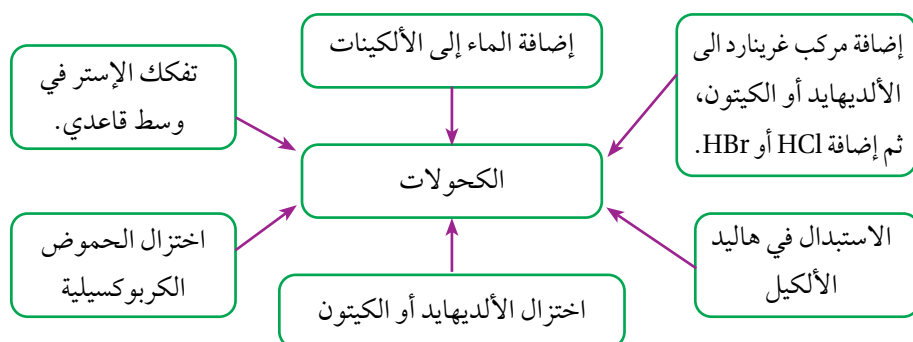 إضافة مركب غرينارد الى
الألديهايد أو الكيتون،
ثم إضافة HCl أو HBr.
إضافة الماء إلى الألكينات
تفكك الإستر في
وسط قاعدي.
الكحولات
الاستبدال في هاليد
الألكيل
اختزال الألديهايد أو الكيتون
اختزال الحموض
الكربوكسيلية